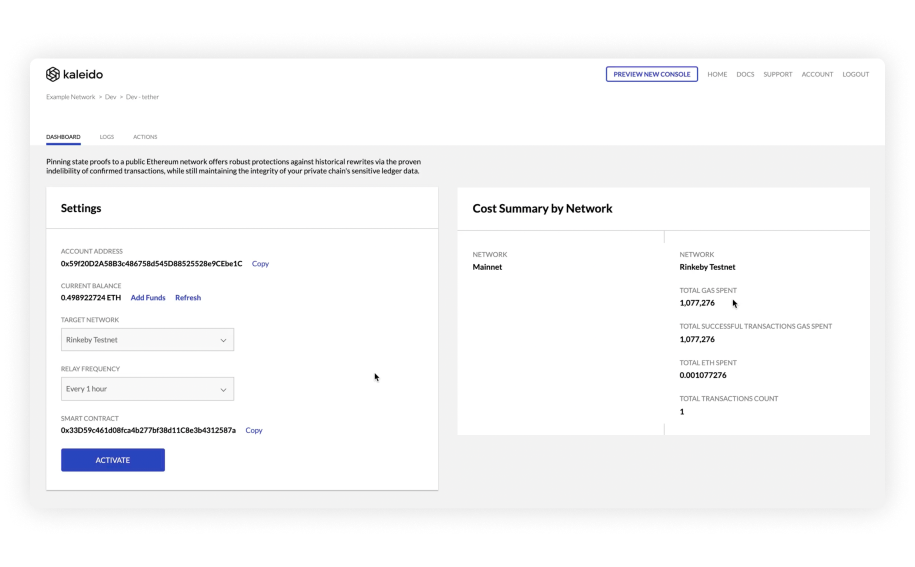 kaleido
PREVIEW NEW CONSOLE HOME DOCS SUPPORT ACCOUNT LOGOUT
Example Network > Dev > Dev - tether
DASHBOARD LOGS ACTIONS
Pinning state proofs to a public Ethereum network offers robust protections against historical rewrites via the proven
indelibility of confirmed transactions, while still maintaining the integrity of your private chain's sensitive ledger data.
Settings
ACCOUNT ADDRESS
0x59f20D2A58B3c486758d545D88525528e9CEbe1C Copy
CURRENT BALANCE
0.498922724 ETH Add Funds Refresh
TARGET NETWORK
Rinkeby Testnet
RELAY FREQUENCY
Every 1 hour
SMART CONTRACT
0x33D59c461d08fca4b277bf38d11C8e3b4312587a Copy
ACTIVATE
Cost Summary by Network
NETWORK
Mainnet
NETWORK
Rinkeby Testnet
TOTAL GAS SPENT
1,077,276
TOTAL SUCCESSFUL TRANSACTIONS GAS SPENT
1,077,276
TOTAL ETH SPENT
0.001077276
TOTAL TRANSACTIONS COUNT
1